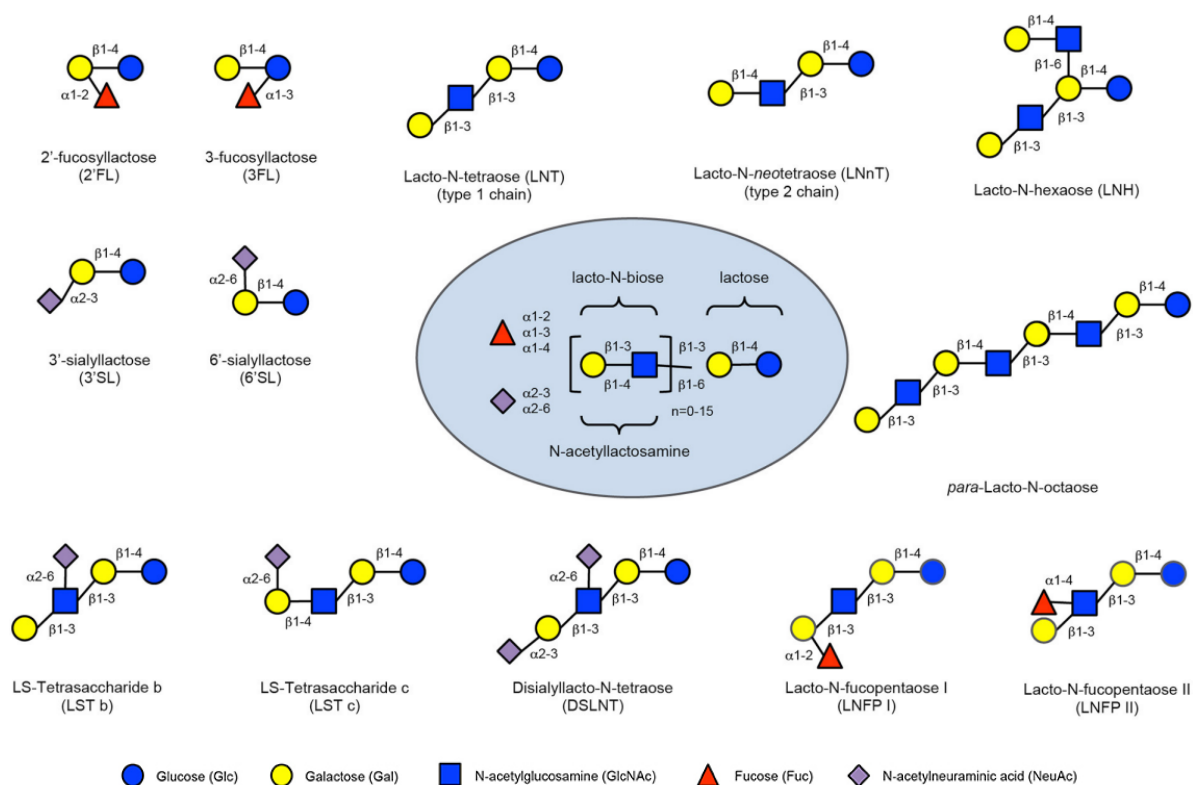 β1-4
α1-2
2'-fucosyllactose
(2'FL)
β1-4
α1-3
3-fucosyllactose
(3FL)
β1-4
β1-3
β1-3
Lacto-N-tetraose (LNT)
(type 1 chain)
β1-4
β1-4
β1-3
Lacto-N-neotetraose (LNnT)
(type 2 chain)
β1-4
β1-6
β1-4
β1-3
β1-3
Lacto-N-hexaose (LNH)
β1-4
α2-3
3'-sialyllactose
(3'SL)
α2-6
β1-4
6'-sialyllactose
(6'SL)
lacto-N-biose
lactose
α1-2
α1-3
α1-4
β1-3
β1-3
β1-4
β1-4
β1-6
α2-3
α2-6
n=0-15
N-acetyllactosamine
β1-4
β1-4
β1-3
β1-4
β1-3
β1-3
β1-3
para-Lacto-N-octaose
α2-6
β1-4
β1-3
β1-3
LS-Tetrasaccharide b
(LST b)
α2-6
β1-4
β1-3
β1-4
LS-Tetrasaccharide c
(LST c)
α2-6
β1-4
β1-3
β1-3
α2-3
Disialyllacto-N-tetraose
(DSLNT)
β1-4
β1-3
β1-3
α1-2
Lacto-N-fucopentaose I
(LNFP I)
β1-4
α1-4
β1-3
β1-3
Lacto-N-fucopentaose II
(LNFP II)
Glucose (Glc)
Galactose (Gal)
N-acetylglucosamine (GlcNAc)
Fucose (Fuc)
N-acetylneuraminic acid (NeuAc)